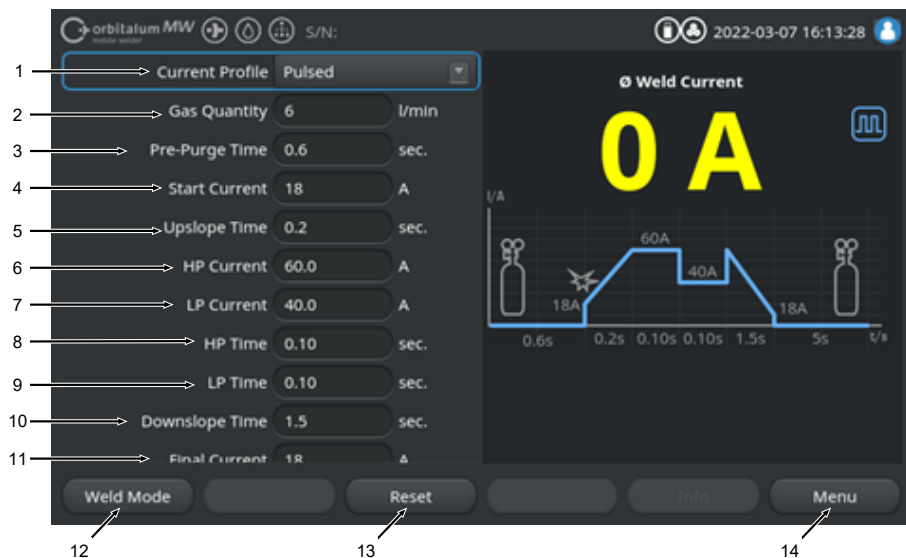 orbitalum MW S/N: 2022-03-07 16:13:28
mobile welder
1 Current Profile Pulsed
2 Gas Quantity 6 l/min
3 Pre-Purge Time 0.6 sec.
4 Start Current 18 A
5 Upslope Time 0.2 sec.
6 HP Current 60.0 A
7 LP Current 40.0 A
8 HP Time 0.10 sec.
9 LP Time 0.10 sec.
10 Downslope Time 1.5 sec.
11 Final Current 18 A
Ø Weld Current
0 A
I/A
60A
40A
18A 18A
0.6s 0.2s 0.10s 0.10s 1.5s 5s t/s
Weld Mode Reset Info Menu
12 13 14